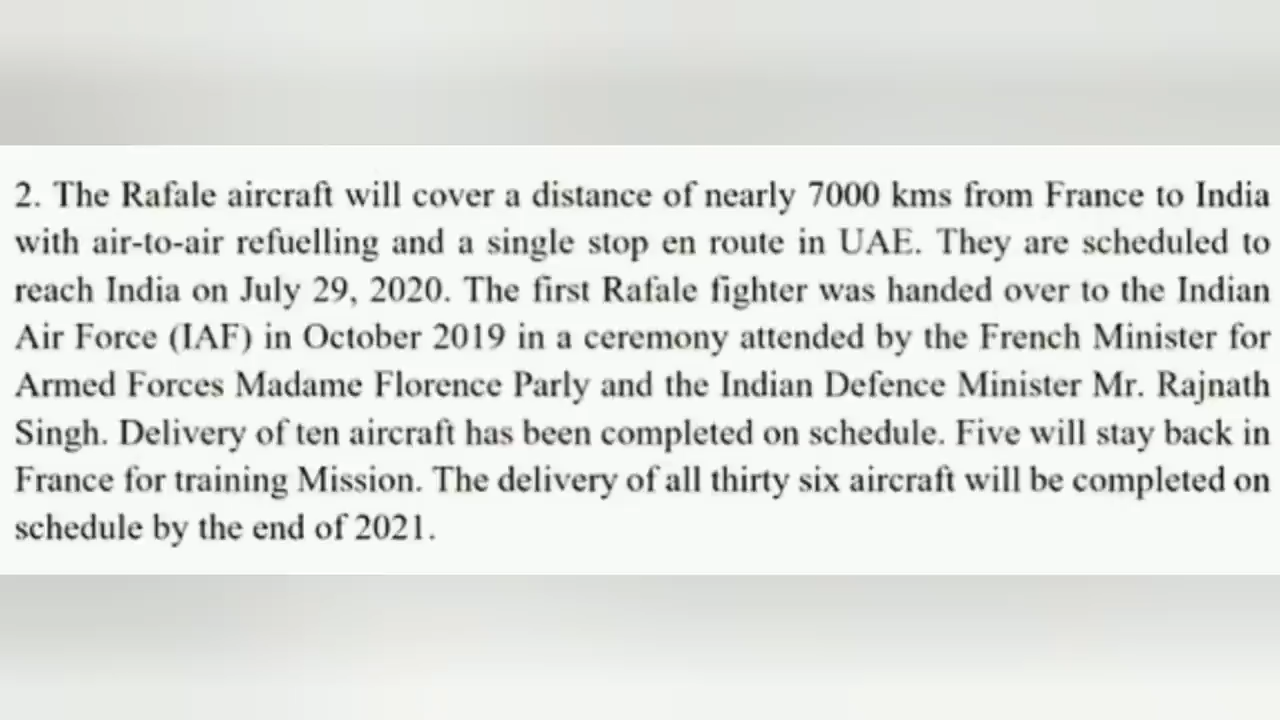 2. The Rafale aircraft will cover a distance of nearly 7000 kms from France to India
with air-to-air refuelling and a single stop en route in UAE. They are scheduled to
reach India on July 29, 2020. The first Rafale fighter was handed over to the Indian
Air Force (IAF) in October 2019 in a ceremony attended by the French Minister for
Armed Forces Madame Florence Parly and the Indian Defence Minister Mr. Rajnath
Singh. Delivery of ten aircraft has been completed on schedule. Five will stay back in
France for training Mission. The delivery of all thirty six aircraft will be completed on
schedule by the end of 2021.